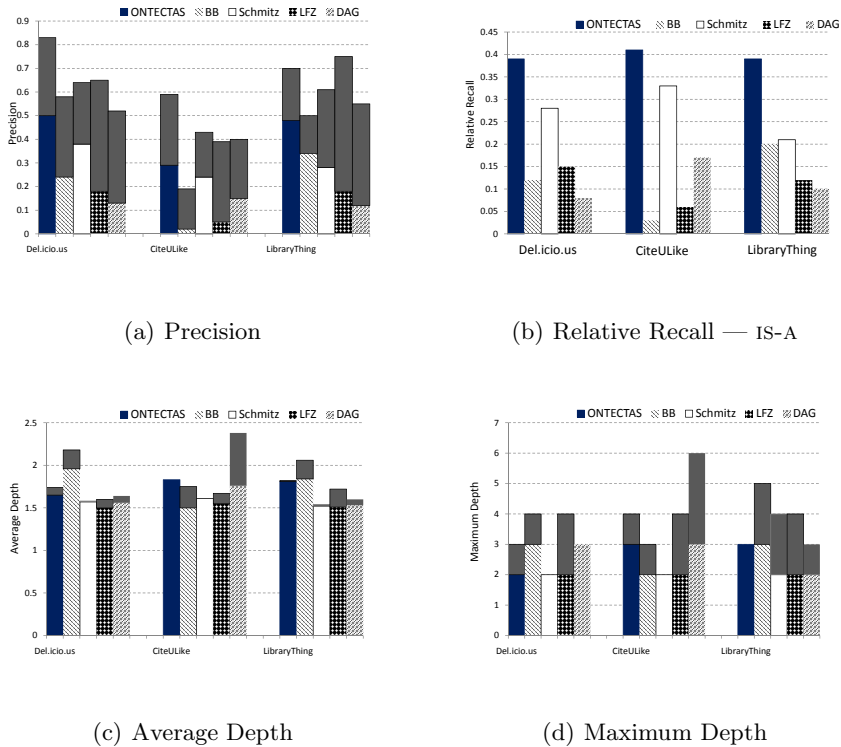 ONTECTAS BB Schmitz LFZ DAG
0.9
0.8
0.7
0.6
0.5
0.4
0.3
0.2
0.1
0
Precision
Del.icio.us CiteULike LibraryThing
(a) Precision
ONTECTAS BB Schmitz LFZ DAG
0.45
0.4
0.35
0.3
0.25
0.2
0.15
0.1
0.05
0
Relative Recall
Del.icio.us CiteULike LibraryThing
(b) Relative Recall — IS-A
ONTECTAS BB Schmitz LFZ DAG
2.5
2
1.5
1
0.5
0
Average Depth
Del.icio.us CiteULike LibraryThing
(c) Average Depth
ONTECTAS BB Schmitz LFZ DAG
7
6
5
4
3
2
1
0
Maximum Depth
Del.icio.us CiteULike LibraryThing
(d) Maximum Depth